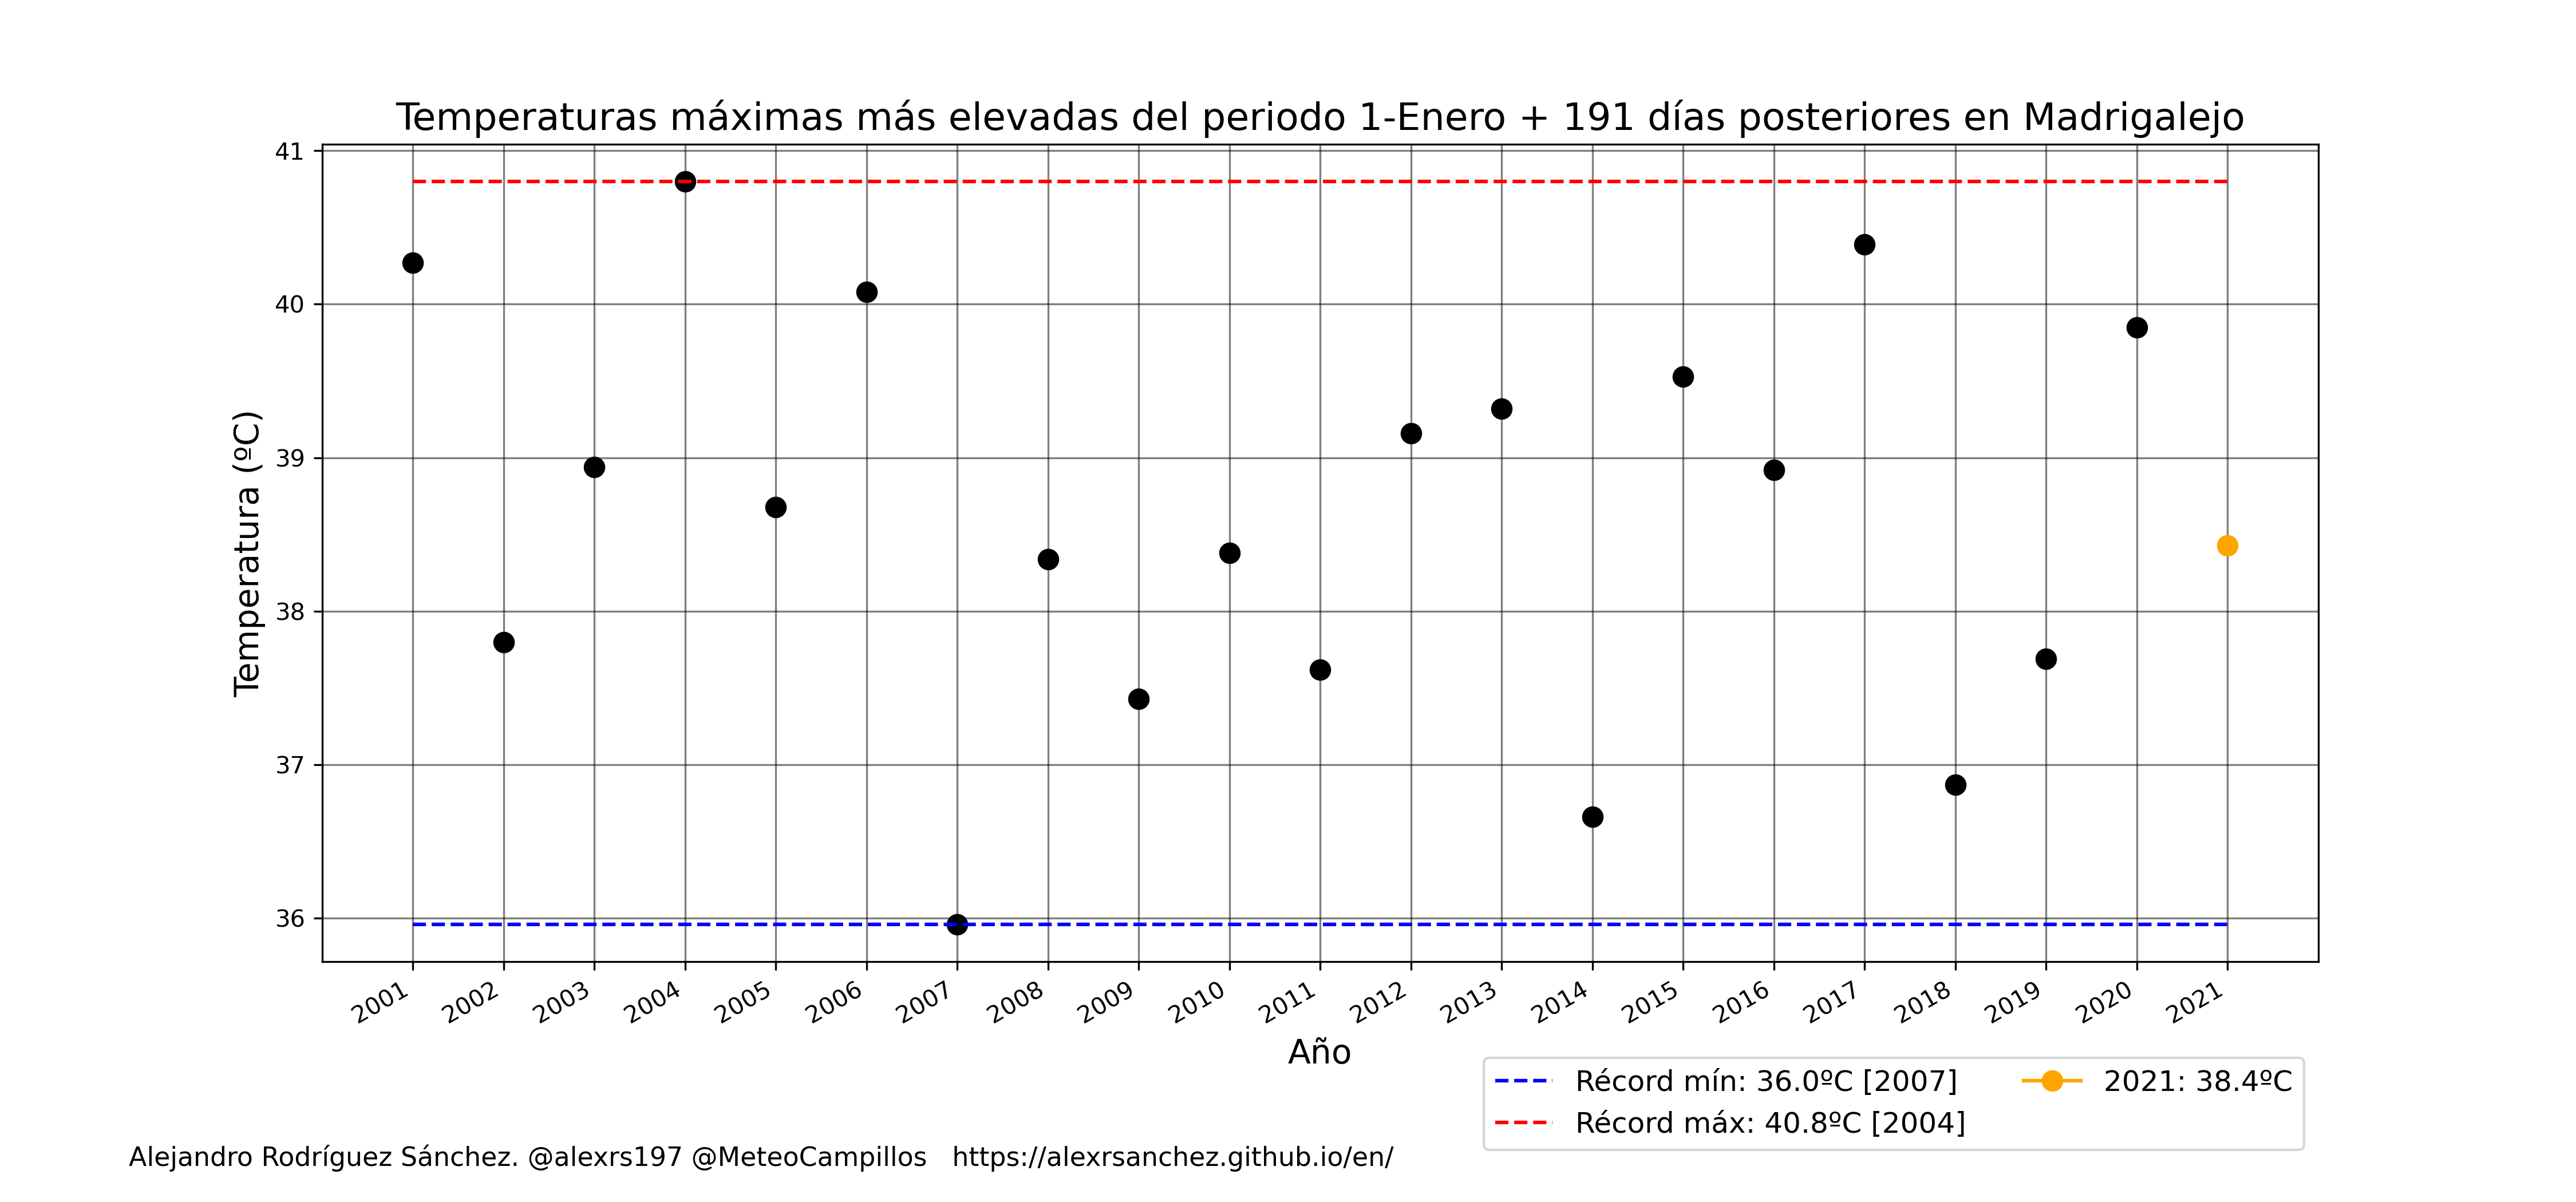 Temperaturas máximas más elevadas del periodo 1-Enero + 191 días posteriores en Madrigalejo
Temperatura (ºC)
41
40
39
38
37
36
2001 2002 2003 2004 2005 2006 2007 2008 2009 2010 2011 2012 2013 2014 2015 2016 2017 2018 2019 2020 2021
Año
Récord mín: 36.0ºC [2007]
Récord máx: 40.8ºC [2004]
2021: 38.4ºC
Alejandro Rodríguez Sánchez. @alexrs197 @MeteoCampillos https://alexrsanchez.github.io/en/